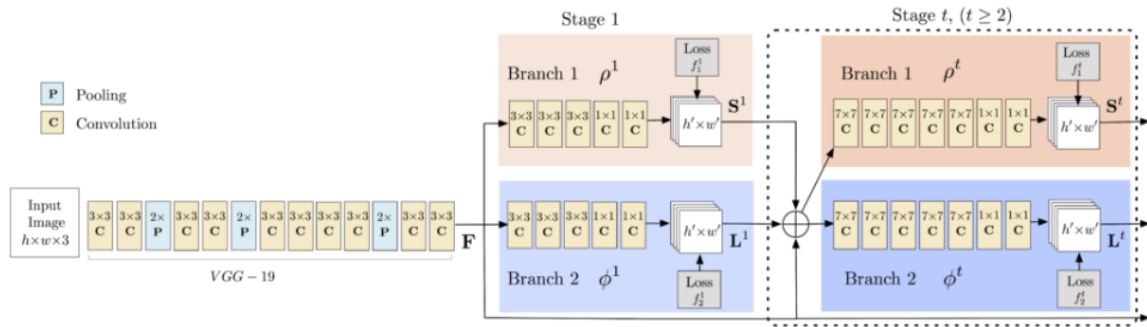 Stage 1
Stage t, (t ≥ 2)
P Pooling
C Convolution
Input
Image
h×w×3
3×3 C
3×3 C
2× P
3×3 C
3×3 C
2× P
3×3 C
3×3 C
3×3 C
3×3 C
2× P
3×3 C
3×3 C
VGG − 19
F
Branch 1 ρ¹
Loss
f₁¹
3×3 C
3×3 C
3×3 C
1×1 C
1×1 C
h′×w′
S¹
3×3 C
3×3 C
3×3 C
1×1 C
1×1 C
h′×w′
L¹
Branch 2 ϕ¹
Loss
f₂¹
Branch 1 ρᵗ
Loss
f₁ᵗ
7×7 C
7×7 C
7×7 C
7×7 C
7×7 C
1×1 C
1×1 C
h′×w′
Sᵗ
7×7 C
7×7 C
7×7 C
7×7 C
7×7 C
1×1 C
1×1 C
h′×w′
Lᵗ
Branch 2 ϕᵗ
Loss
f₂ᵗ